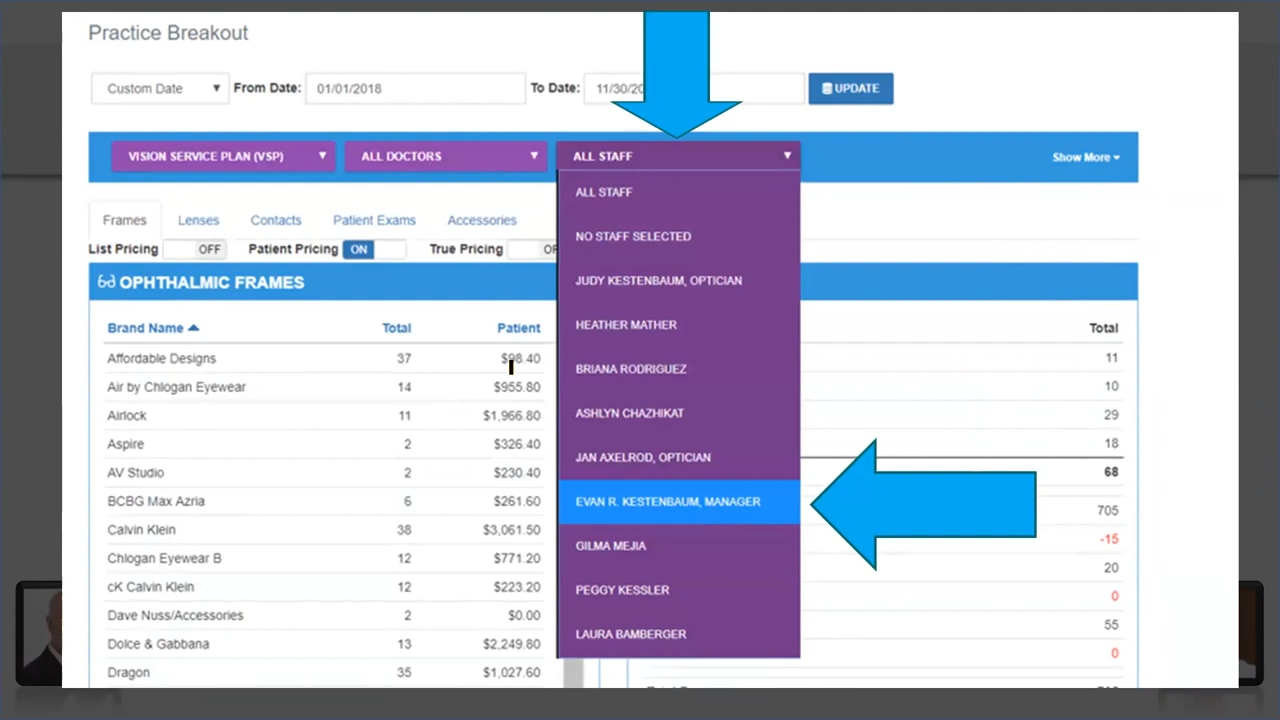 Practice Breakout
Custom Date From Date: 01/01/2018 To Date: 11/30/20 UPDATE
VISION SERVICE PLAN (VSP) ALL DOCTORS ALL STAFF Show More
ALL STAFF
NO STAFF SELECTED
JUDY KESTENBAUM, OPTICIAN
HEATHER MATHER
BRIANA RODRIGUEZ
ASHLYN CHAZHIKAT
JAN AXELROD, OPTICIAN
EVAN R. KESTENBAUM, MANAGER
GILMA MEJIA
PEGGY KESSLER
LAURA BAMBERGER
Frames Lenses Contacts Patient Exams Accessories
List Pricing OFF Patient Pricing ON True Pricing
OPHTHALMIC FRAMES
Brand Name Total Patient
Affordable Designs 37 $98.40
Air by Chlogan Eyewear 14 $955.80
Airlock 11 $1,966.80
Aspire 2 $326.40
AV Studio 2 $230.40
BCBG Max Azria 6 $261.60
Calvin Klein 38 $3,061.50
Chlogan Eyewear B 12 $771.20
cK Calvin Klein 12 $223.20
Dave Nuss/Accessories 2 $0.00
Dolce & Gabbana 13 $2,249.80
Dragon 35 $1,027.60
Total
11
10
29
18
68
705
-15
20
0
55
0